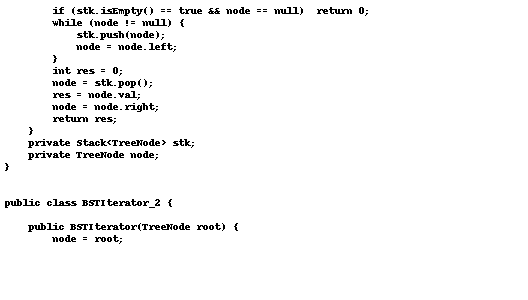 if (stk.isEmpty() == true && node == null)  return 0;
        while (node != null) {
            stk.push(node);
            node = node.left;
        }
        int res = 0;
        node = stk.pop();
        res = node.val;
        node = node.right;
        return res;
    }
    private Stack<TreeNode> stk;
    private TreeNode node;
}
public class BSTIterator_2 {
    public BSTIterator(TreeNode root) {
        node = root;